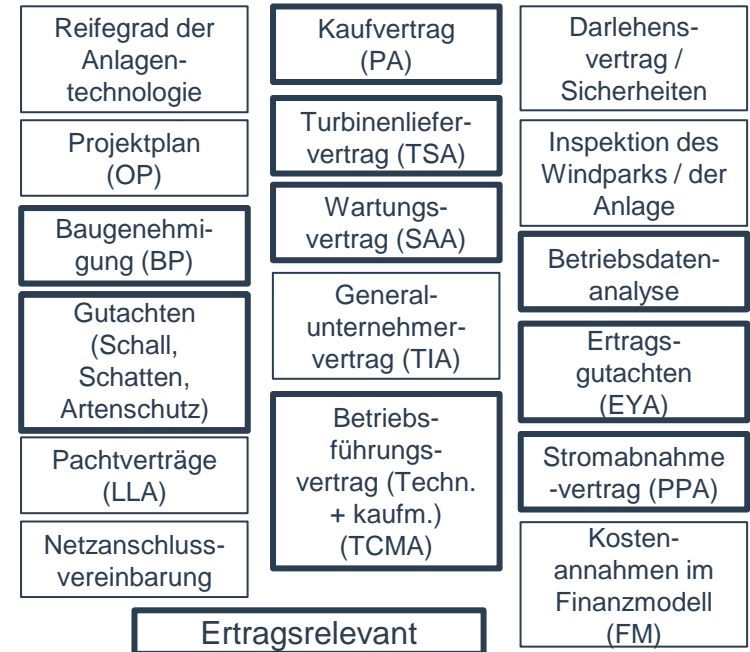 Reifegrad der
Anlagen-
technologie
Projektplan
(OP)
Baugenehmi-
gung (BP)
Gutachten
(Schall,
Schatten,
Artenschutz)
Pachtverträge
(LLA)
Netzanschluss-
vereinbarung
Kaufvertrag
(PA)
Turbinenliefer-
vertrag (TSA)
Wartungs-
vertrag (SAA)
General-
unternehmer-
vertrag (TIA)
Betriebs-
führungs-
vertrag (Techn.
+ kaufm.)
(TCMA)
Darlehens-
vertrag /
Sicherheiten
Inspektion des
Windparks / der
Anlage
Betriebsdaten-
analyse
Ertrags-
gutachten
(EYA)
Stromabnahme
-vertrag (PPA)
Kosten-
annahmen im
Finanzmodell
(FM)
Ertragsrelevant